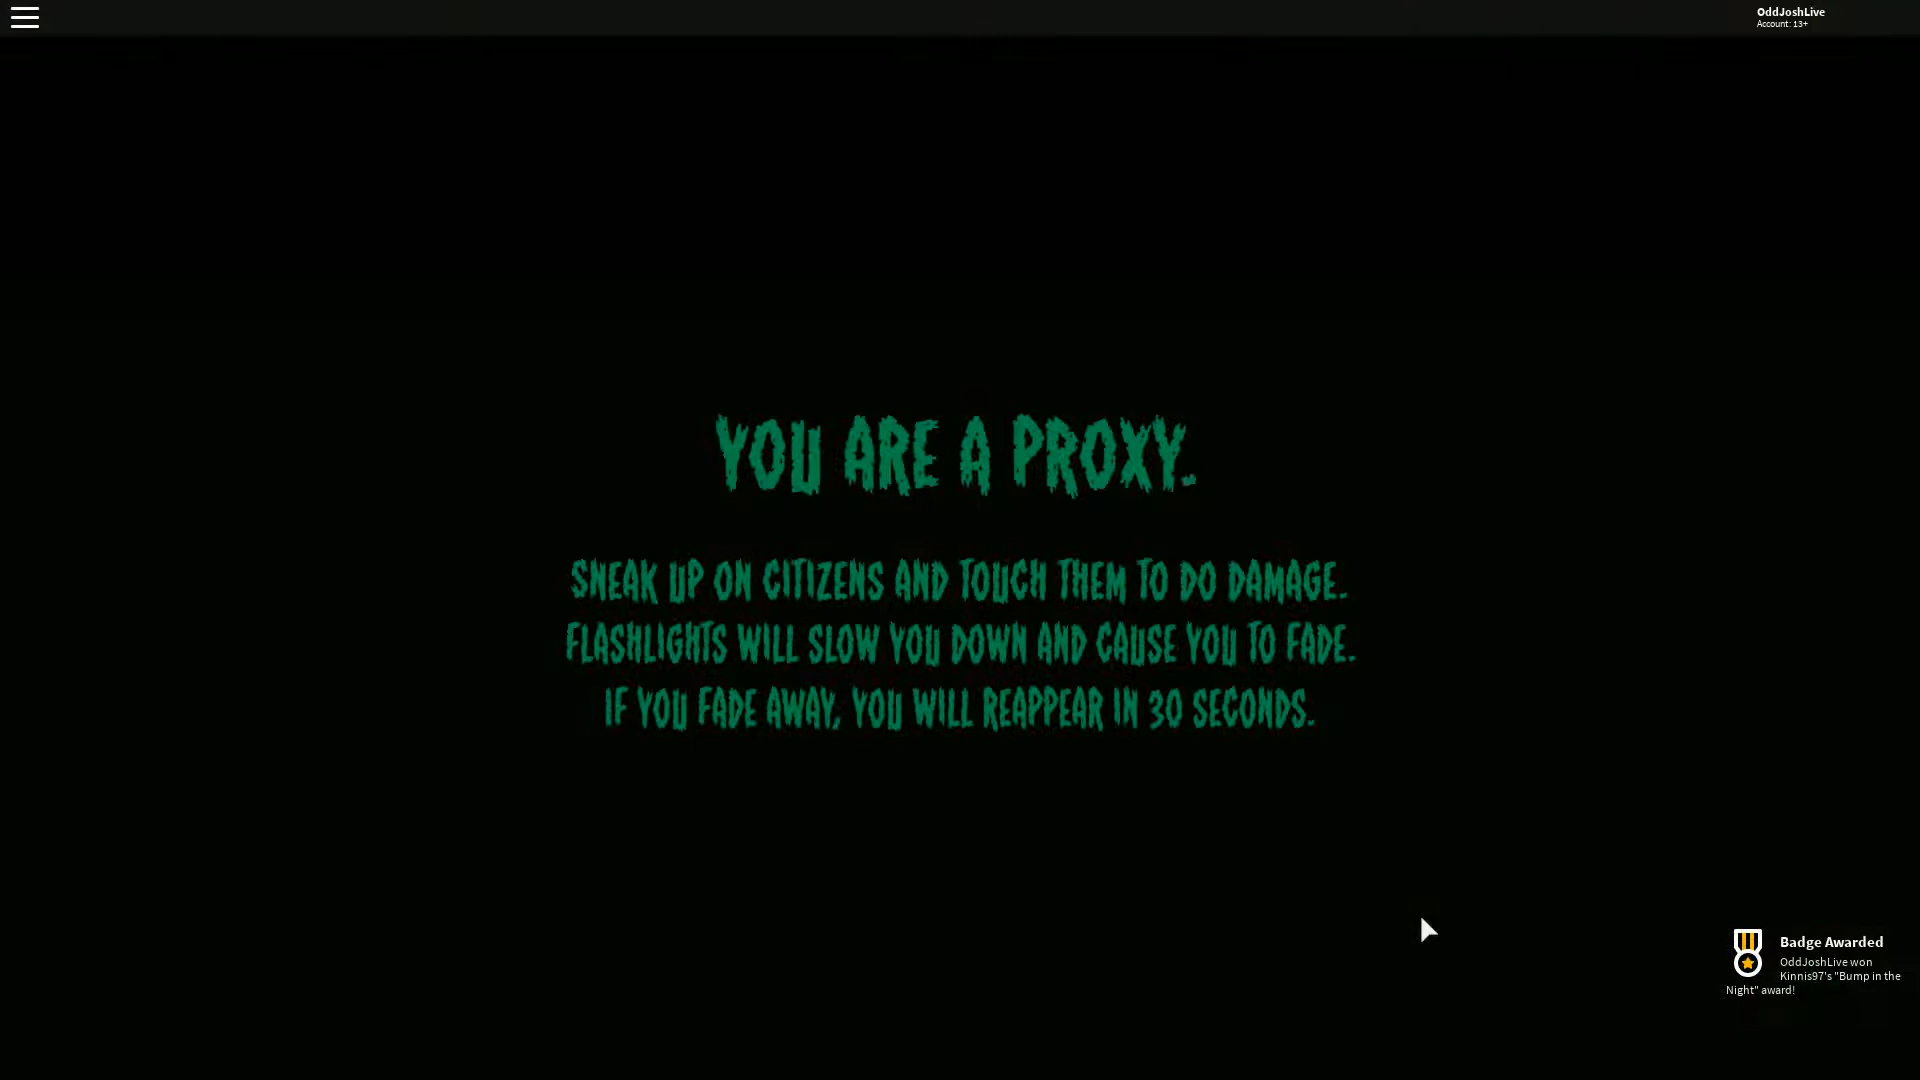 OddJoshLive
Account: 13+
YOU ARE A PROXY.
SNEAK UP ON CITIZENS AND TOUCH THEM TO DO DAMAGE.
FLASHLIGHTS WILL SLOW YOU DOWN AND CAUSE YOU TO FADE.
IF YOU FADE AWAY, YOU WILL REAPPEAR IN 30 SECONDS.
Badge Awarded
OddJoshLive won
Kinnis97's "Bump in the
Night" award!